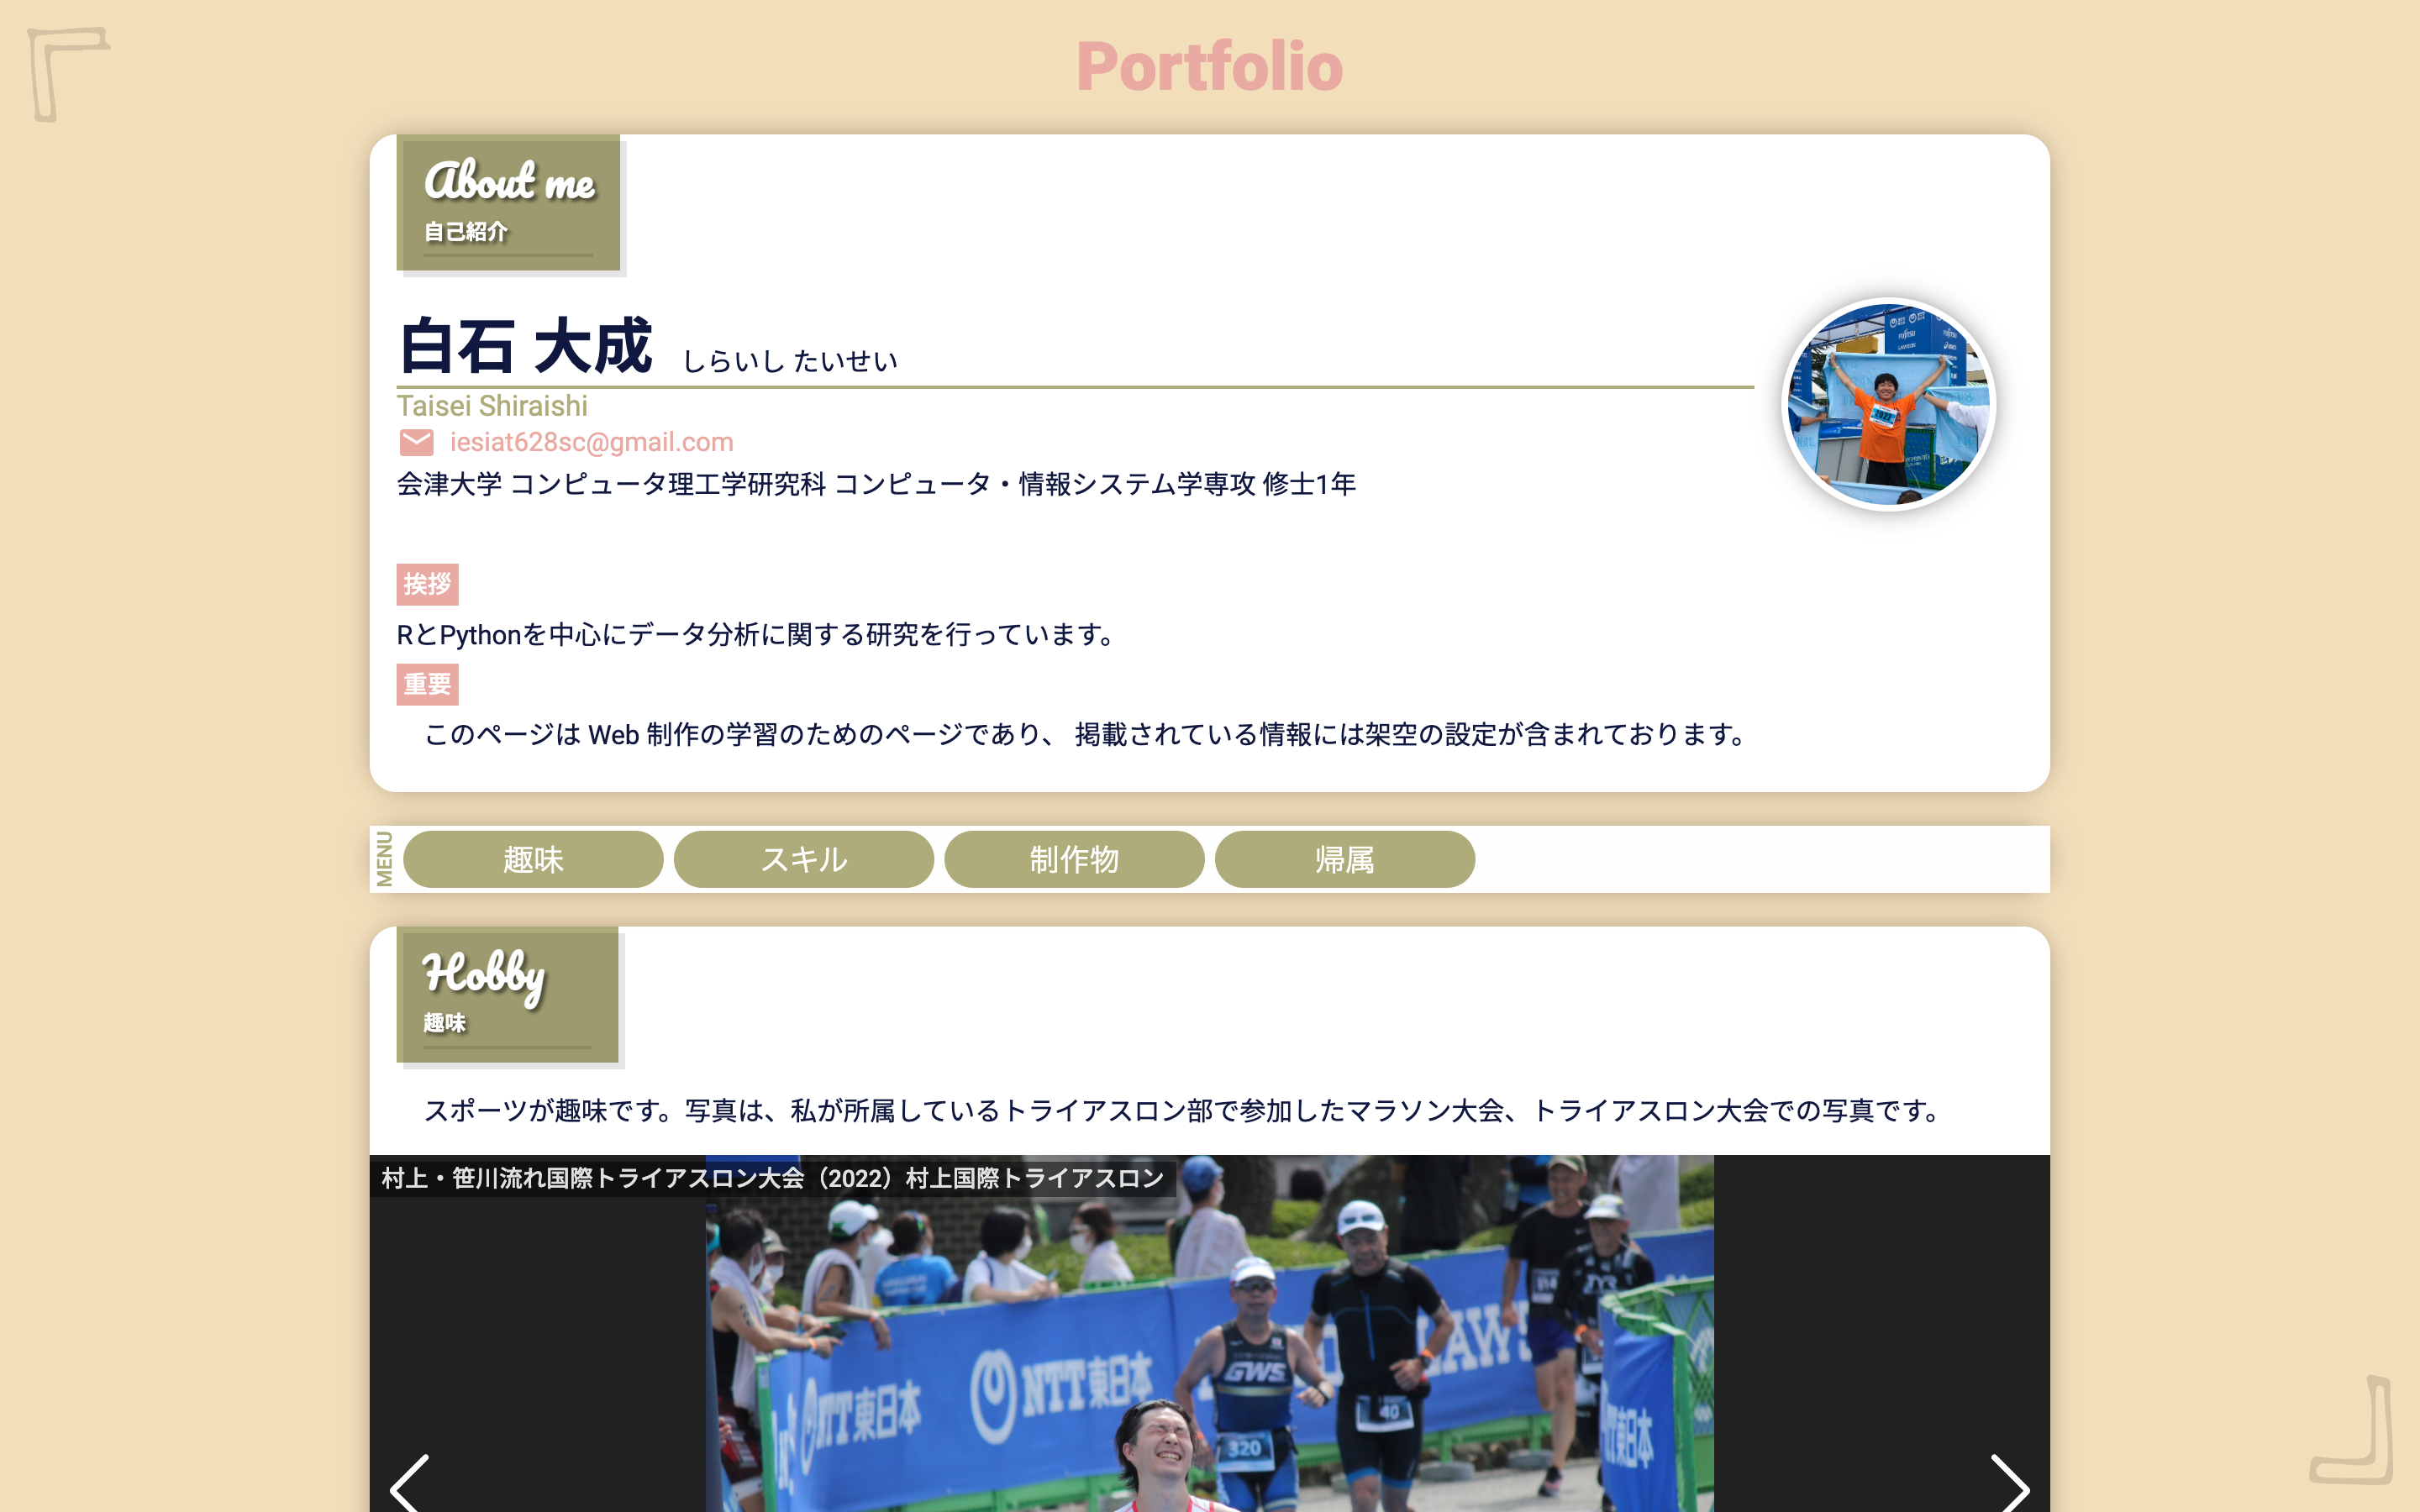 Portfolio
About me
自己紹介
白石 大成 しらいし たいせい
Taisei Shiraishi
iesiat628sc@gmail.com
会津大学 コンピュータ理工学研究科 コンピュータ・情報システム学専攻 修士1年
挨拶
RとPythonを中心にデータ分析に関する研究を行っています。
重要
このページは Web 制作の学習のためのページであり、 掲載されている情報には架空の設定が含まれております。
MENU 趣味 スキル 制作物 帰属
Hobby
趣味
スポーツが趣味です。写真は、私が所属しているトライアスロン部で参加したマラソン大会、トライアスロン大会での写真です。
村上・笹川流れ国際トライアスロン大会（2022）村上国際トライアスロン
NTT東日本
NTT東日本
GWS
320
40
NTT東日本